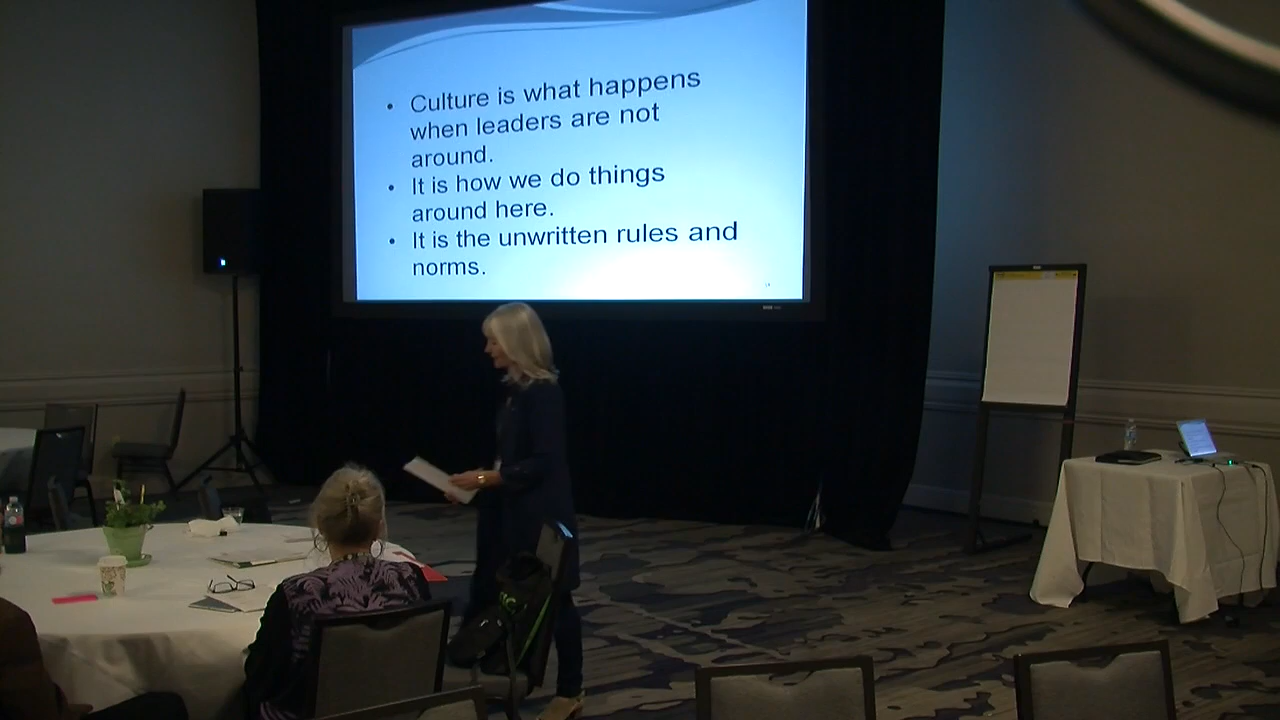 • Culture is what happens
when leaders are not
around.
• It is how we do things
around here.
• It is the unwritten rules and
norms.